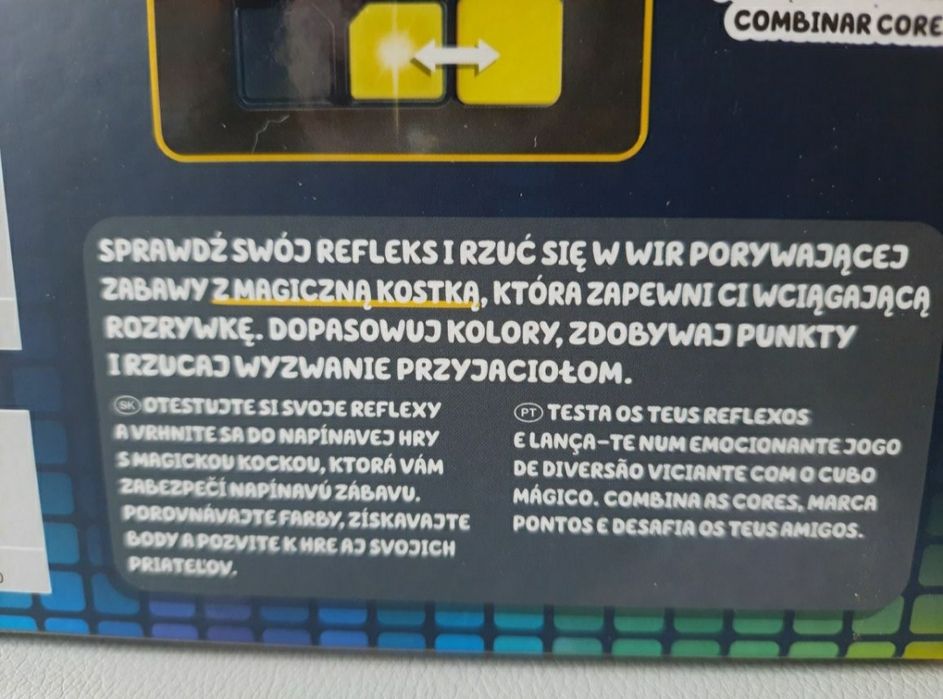 COMBINAR CORE
SPRAWDŹ SWÓJ REFLEKS I RZUĆ SIĘ W WIR PORYWAJĄCEJ
ZABAWY Z MAGICZNĄ KOSTKĄ, KTÓRA ZAPEWNI CI WCIĄGAJĄCĄ
ROZRYWKĘ. DOPASOWUJ KOLORY, ZDOBYWAJ PUNKTY
I RZUCAJ WYZWANIE PRZYJACIOŁOM.
SK OTESTUJTE SI SVOJE REFLEXY
A VRHNITE SA DO NAPÍNAVEJ HRY
S MAGICKOU KOCKOU, KTORÁ VÁM
ZABEZPEČÍ NAPÍNAVÚ ZÁBAVU.
POROVNÁVAJTE FARBY, ZÍSKAVAJTE
BODY A POZVITE K HRE AJ SVOJICH
PRIATEĽOV.
PT TESTA OS TEUS REFLEXOS
E LANÇA-TE NUM EMOCIONANTE JOGO
DE DIVERSÃO VICIANTE COM O CUBO
MÁGICO. COMBINA AS CORES, MARCA
PONTOS E DESAFIA OS TEUS AMIGOS.